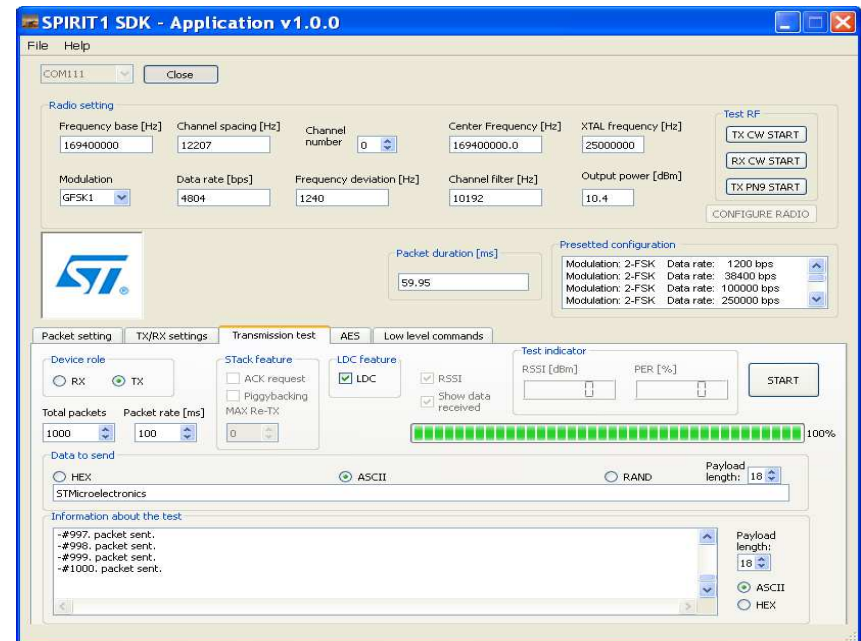 SPIRIT1 SDK - Application v1.0.0
File Help
COM111 Close
Radio setting
Frequency base [Hz] Channel spacing [Hz] Channel number 0 Center Frequency [Hz] XTAL frequency [Hz]
169400000 12207 169400000.0 25000000
Modulation Data rate [bps] Frequency deviation [Hz] Channel filter [Hz] Output power [dBm]
GFSK1 4804 1240 10192 10.4
Test RF
TX CW START
RX CW START
TX PN9 START
CONFIGURE RADIO
ST
Packet duration [ms]
59.95
Presetted configuration
Modulation: 2-FSK Data rate: 1200 bps
Modulation: 2-FSK Data rate: 38400 bps
Modulation: 2-FSK Data rate: 100000 bps
Modulation: 2-FSK Data rate: 250000 bps
Packet setting TX/RX settings Transmission test AES Low level commands
Device role
RX TX
Total packets Packet rate [ms]
1000 100
STack feature
ACK request
Piggybacking
MAX Re-TX
0
LDC feature
LDC
RSSI
Show data received
Test indicator
RSSI [dBm] PER [%]
0 0
START
100%
Data to send
HEX ASCII RAND Payload length: 18
STMicroelectronics
Information about the test
-#997. packet sent.
-#998. packet sent.
-#999. packet sent.
-#1000. packet sent.
Payload length:
18
ASCII
HEX